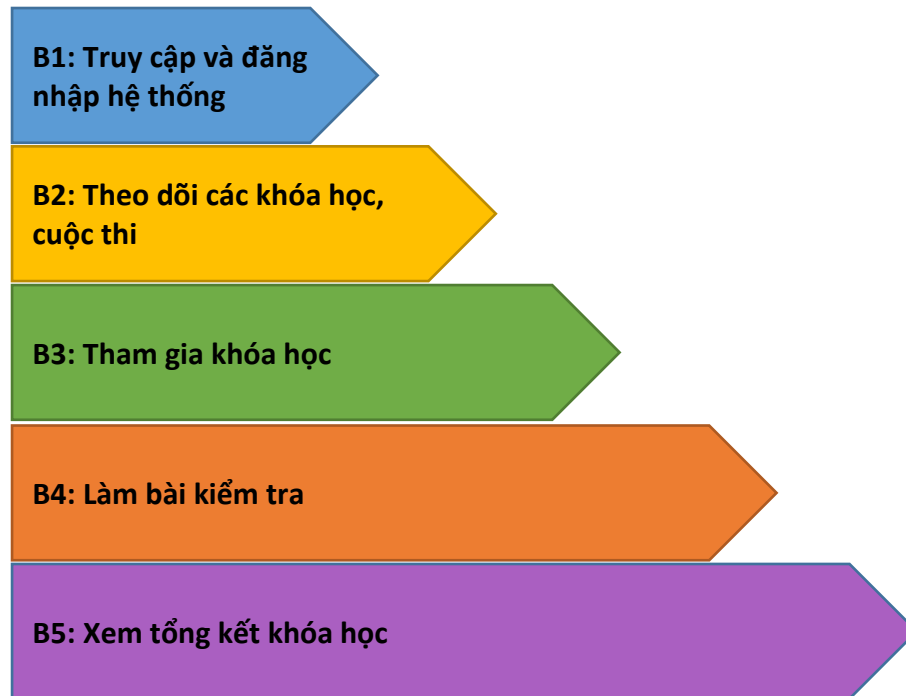 B1: Truy cập và đăng
nhập hệ thống
B2: Theo dõi các khóa học,
cuộc thi
B3: Tham gia khóa học
B4: Làm bài kiểm tra
B5: Xem tổng kết khóa học